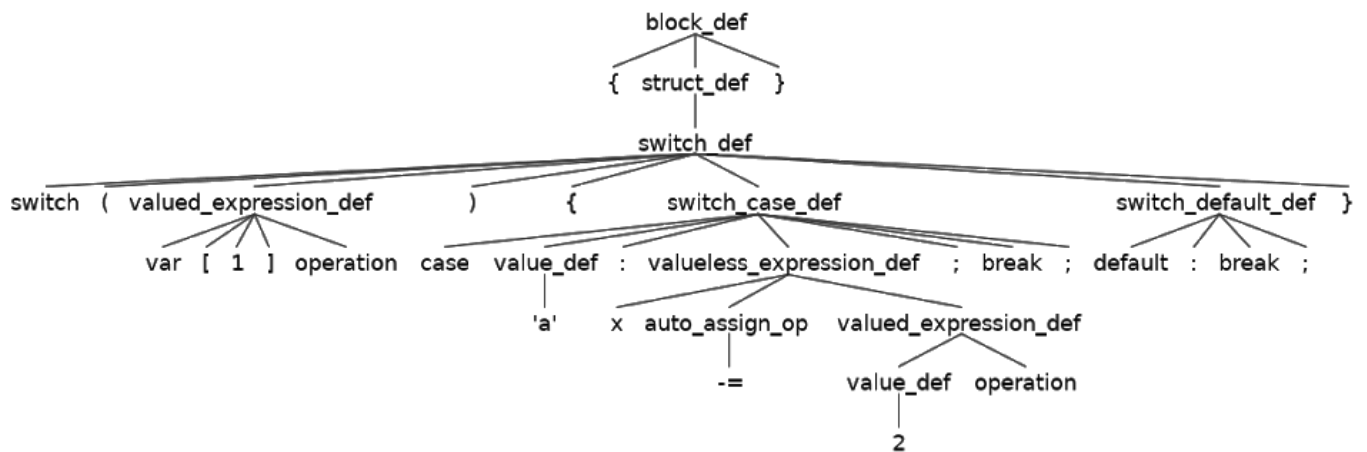 block_def
{ struct_def }
switch_def
switch ( valued_expression_def ) { switch_case_def switch_default_def }
var [ 1 ] operation case value_def : valueless_expression_def ; break ; default : break ;
'a' x auto_assign_op valued_expression_def
-= value_def operation
2